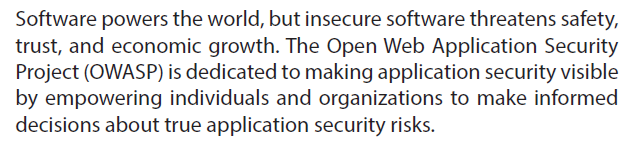 Software powers the world, but insecure software threatens safety,
trust, and economic growth. The Open Web Application Security
Project (OWASP) is dedicated to making application security visible
by empowering individuals and organizations to make informed
decisions about true application security risks.